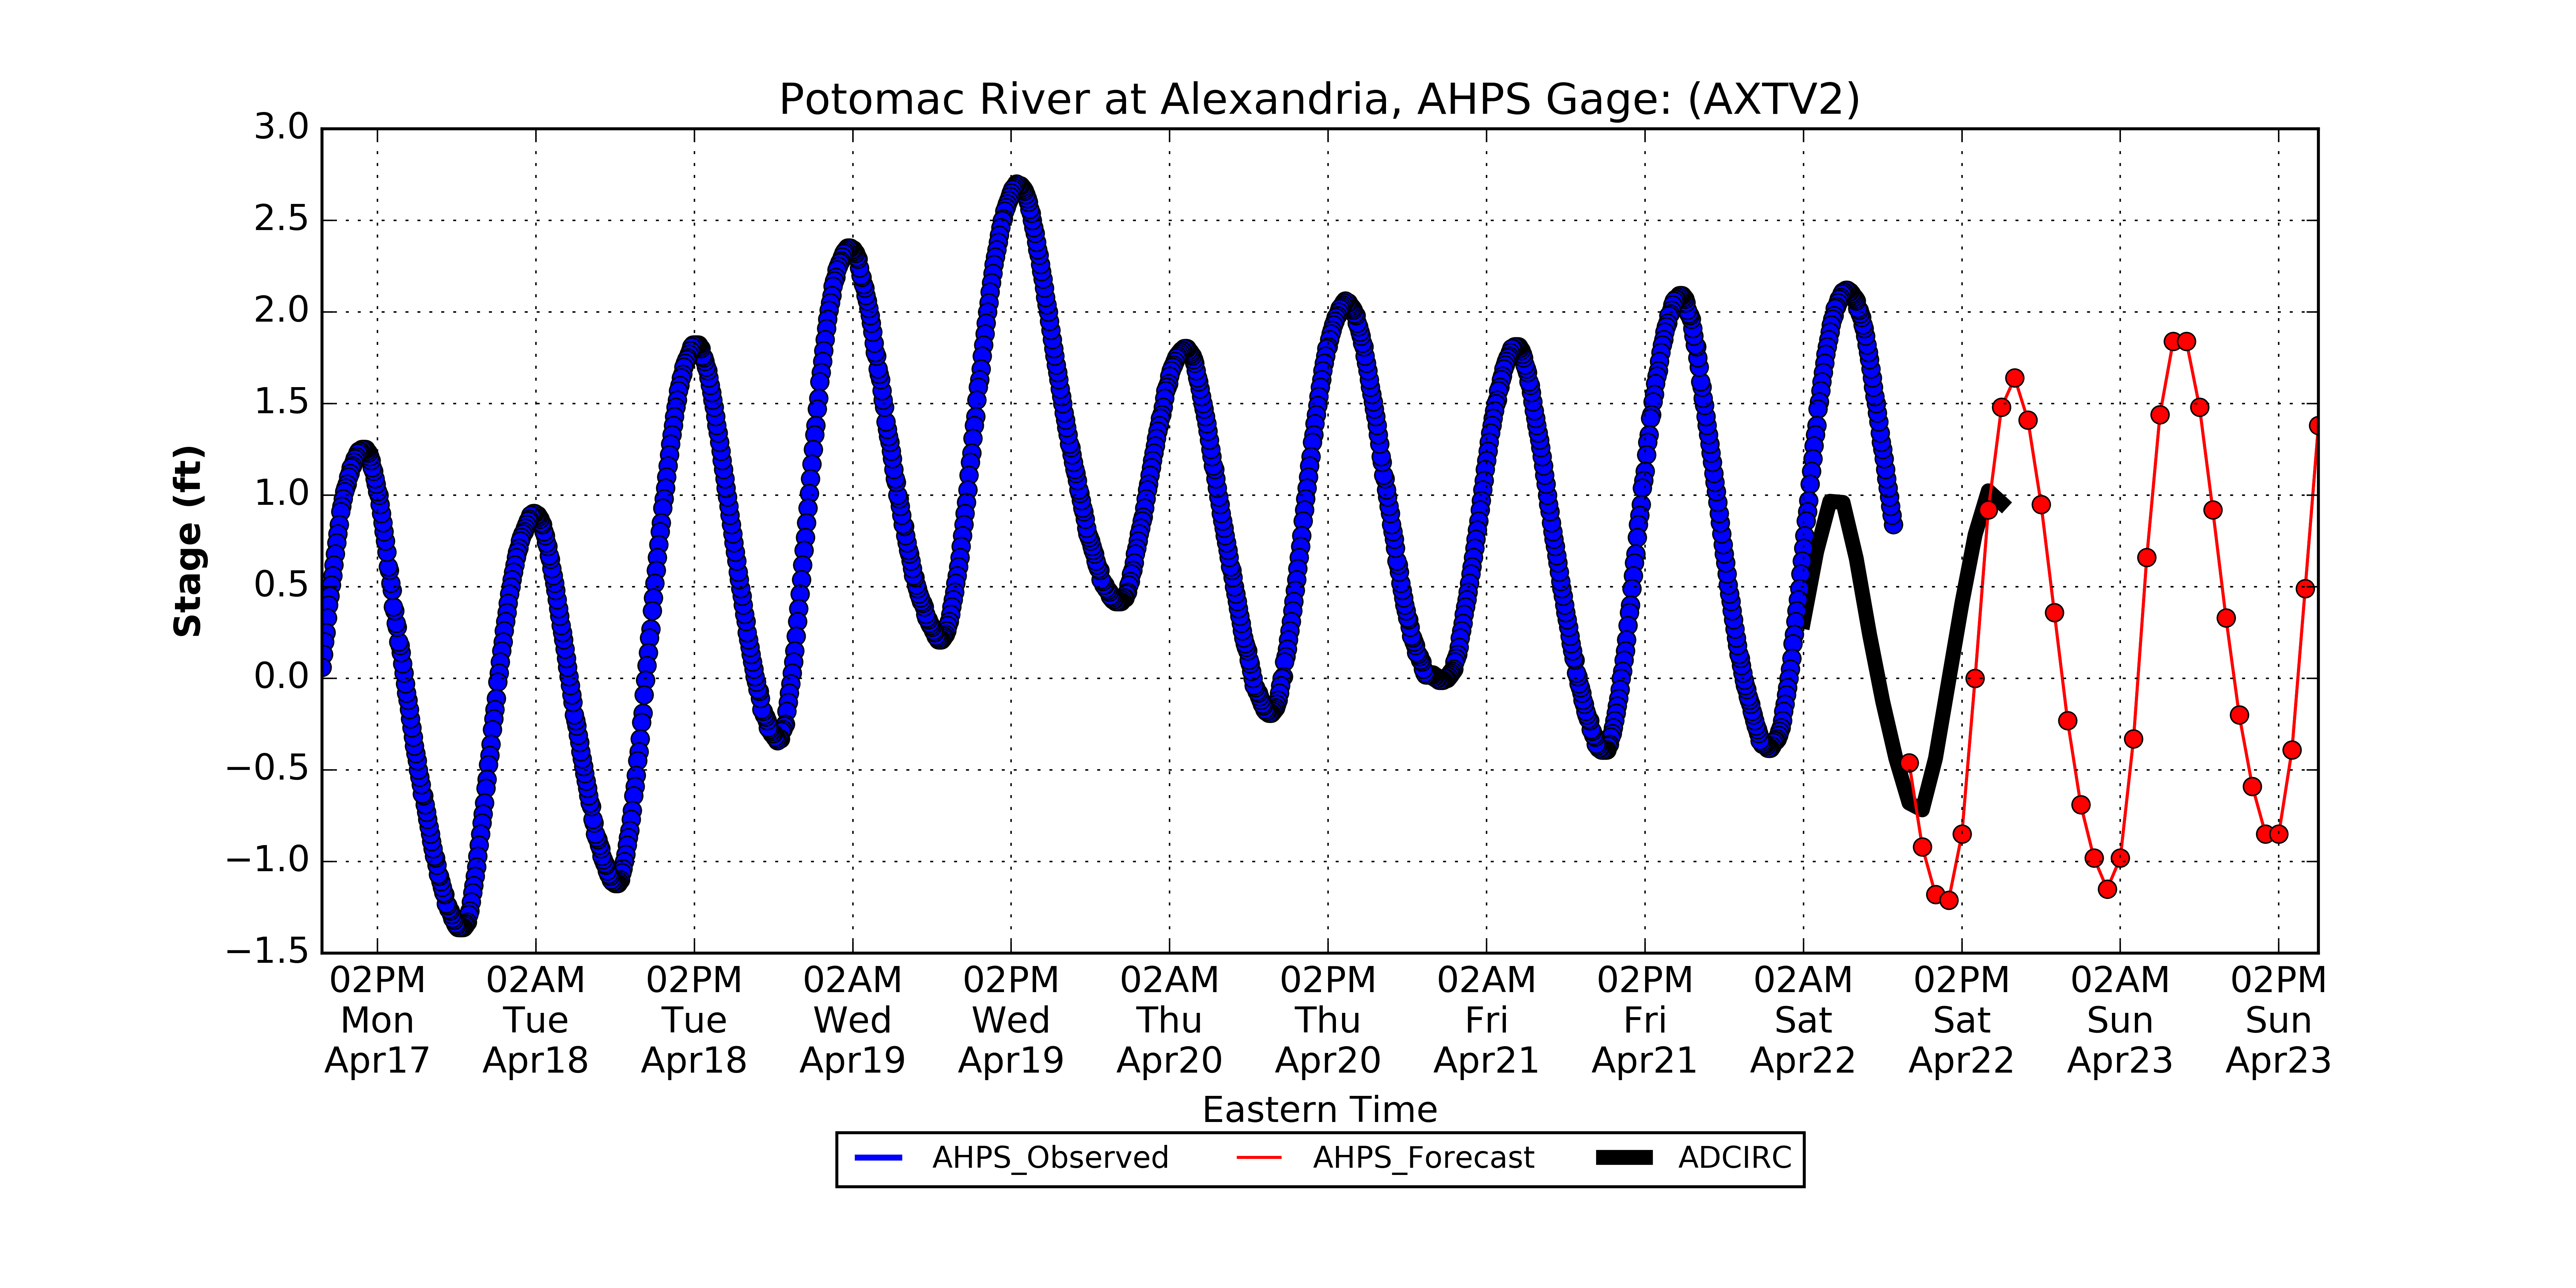 Potomac River at Alexandria, AHPS Gage: (AXTV2)
3.0
2.5
2.0
1.5
1.0
0.5
0.0
−0.5
−1.0
−1.5
Stage (ft)
02PM 02AM 02PM 02AM 02PM 02AM 02PM 02AM 02PM 02AM 02PM 02AM 02PM
Mon Tue Tue Wed Wed Thu Thu Fri Fri Sat Sat Sun Sun
Apr17 Apr18 Apr18 Apr19 Apr19 Apr20 Apr20 Apr21 Apr21 Apr22 Apr22 Apr23 Apr23
Eastern Time
AHPS_Observed AHPS_Forecast ADCIRC